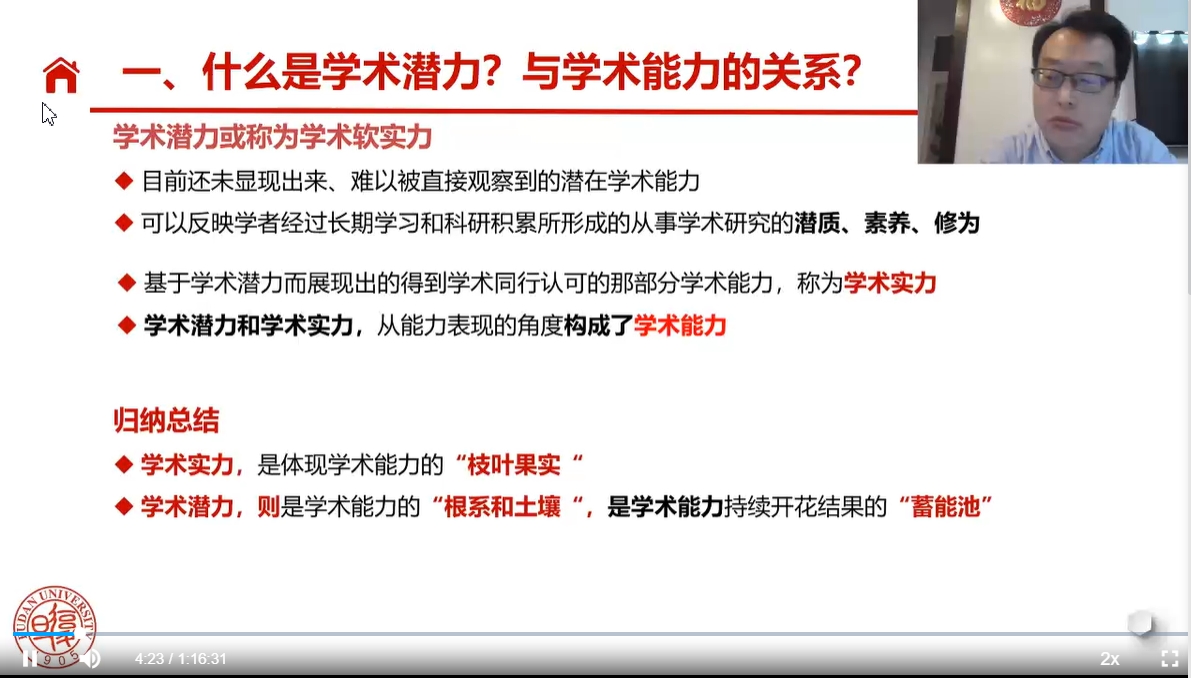 一、什么是学术潜力？与学术能力的关系？
学术潜力或称为学术软实力
目前还未显现出来、难以被直接观察到的潜在学术能力
可以反映学者经过长期学习和科研积累所形成的从事学术研究的潜质、素养、修为
基于学术潜力而展现出的得到学术同行认可的那部分学术能力，称为学术实力
学术潜力和学术实力，从能力表现的角度构成了学术能力
归纳总结
学术实力，是体现学术能力的“枝叶果实“
学术潜力，则是学术能力的“根系和土壤“，是学术能力持续开花结果的“蓄能池”
福
FUDAN UNIVERSITY
復旦
1905
4:23 / 1:16:31
2x